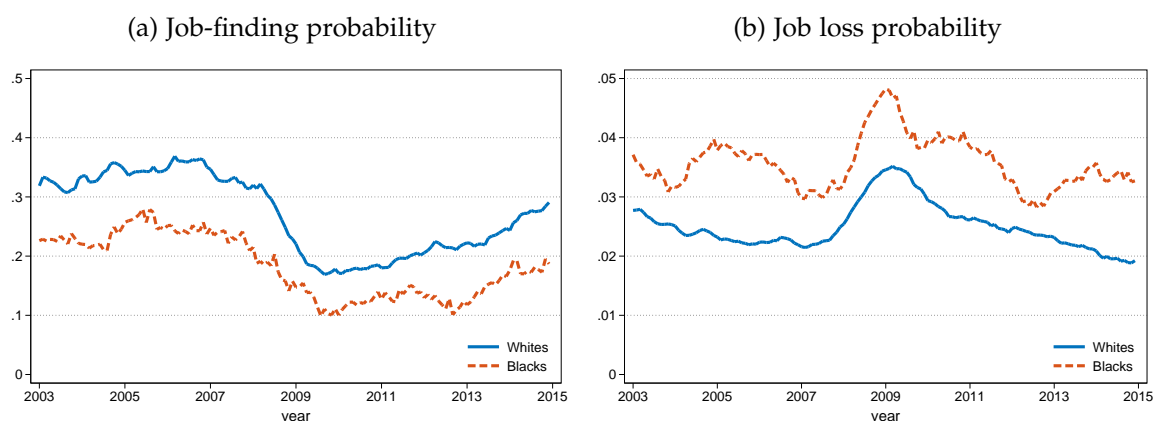 (a) Job-finding probability
.5
.4
.3
.2
.1
0
Whites
Blacks
2003 2005 2007 2009 2011 2013 2015
year
(b) Job loss probability
.05
.04
.03
.02
.01
0
Whites
Blacks
2003 2005 2007 2009 2011 2013 2015
year